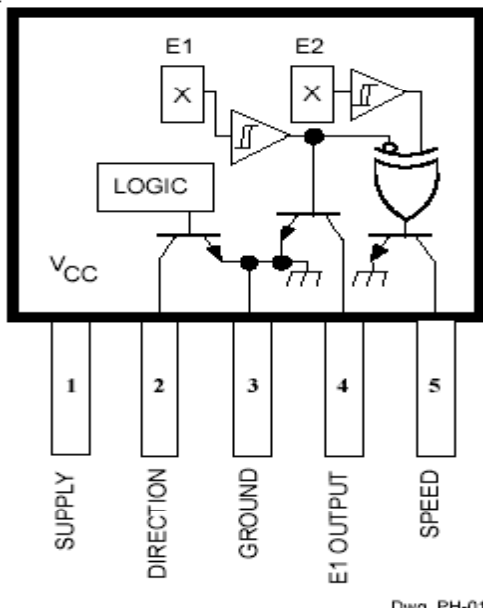 E1 E2
X X
LOGIC
VCC
1 2 3 4 5
SUPPLY
DIRECTION
GROUND
E1 OUTPUT
SPEED